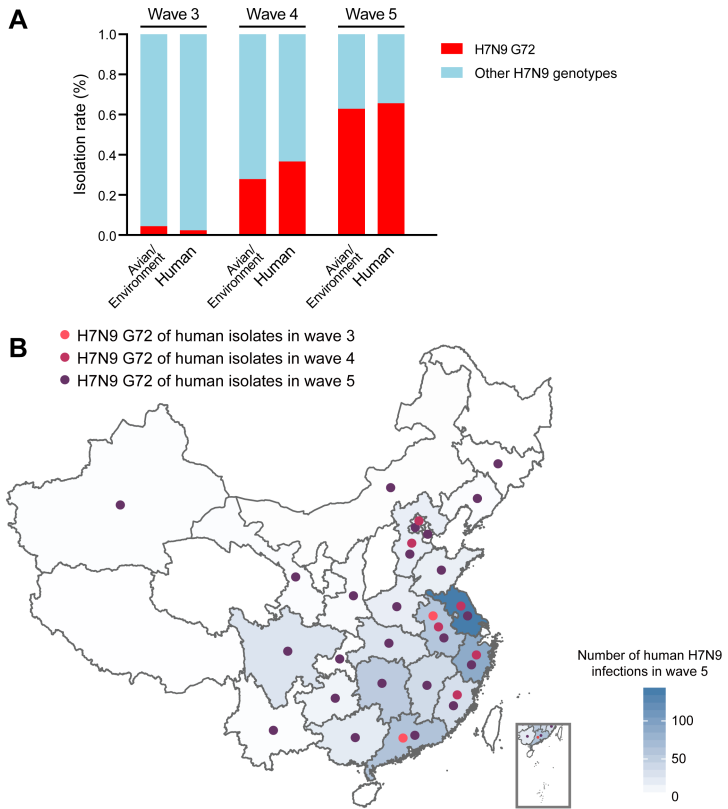 A
Wave 3
Wave 4
Wave 5
Isolation rate (%)
1.0
0.8
0.6
0.4
0.2
0.0
Avian/
Environment
Human
Avian/
Environment
Human
Avian/
Environment
Human
H7N9 G72
Other H7N9 genotypes
B
H7N9 G72 of human isolates in wave 3
H7N9 G72 of human isolates in wave 4
H7N9 G72 of human isolates in wave 5
Number of human H7N9
infections in wave 5
100
50
0